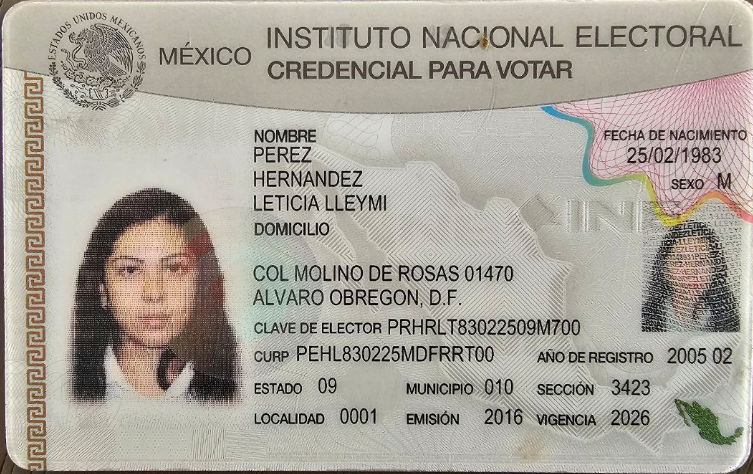 ESTADOS UNIDOS MEXICANOS
MÉXICO
INSTITUTO NACIONAL ELECTORAL
CREDENCIAL PARA VOTAR
NOMBRE
PEREZ
HERNANDEZ
LETICIA LLEYMI
FECHA DE NACIMIENTO
25/02/1983
SEXO M
DOMICILIO
COL MOLINO DE ROSAS 01470
ALVARO OBREGON, D.F.
CLAVE DE ELECTOR PRHRLT83022509M700
CURP PEHL830225MDFRRT00 AÑO DE REGISTRO 2005 02
ESTADO 09 MUNICIPIO 010 SECCIÓN 3423
LOCALIDAD 0001 EMISIÓN 2016 VIGENCIA 2026
INE